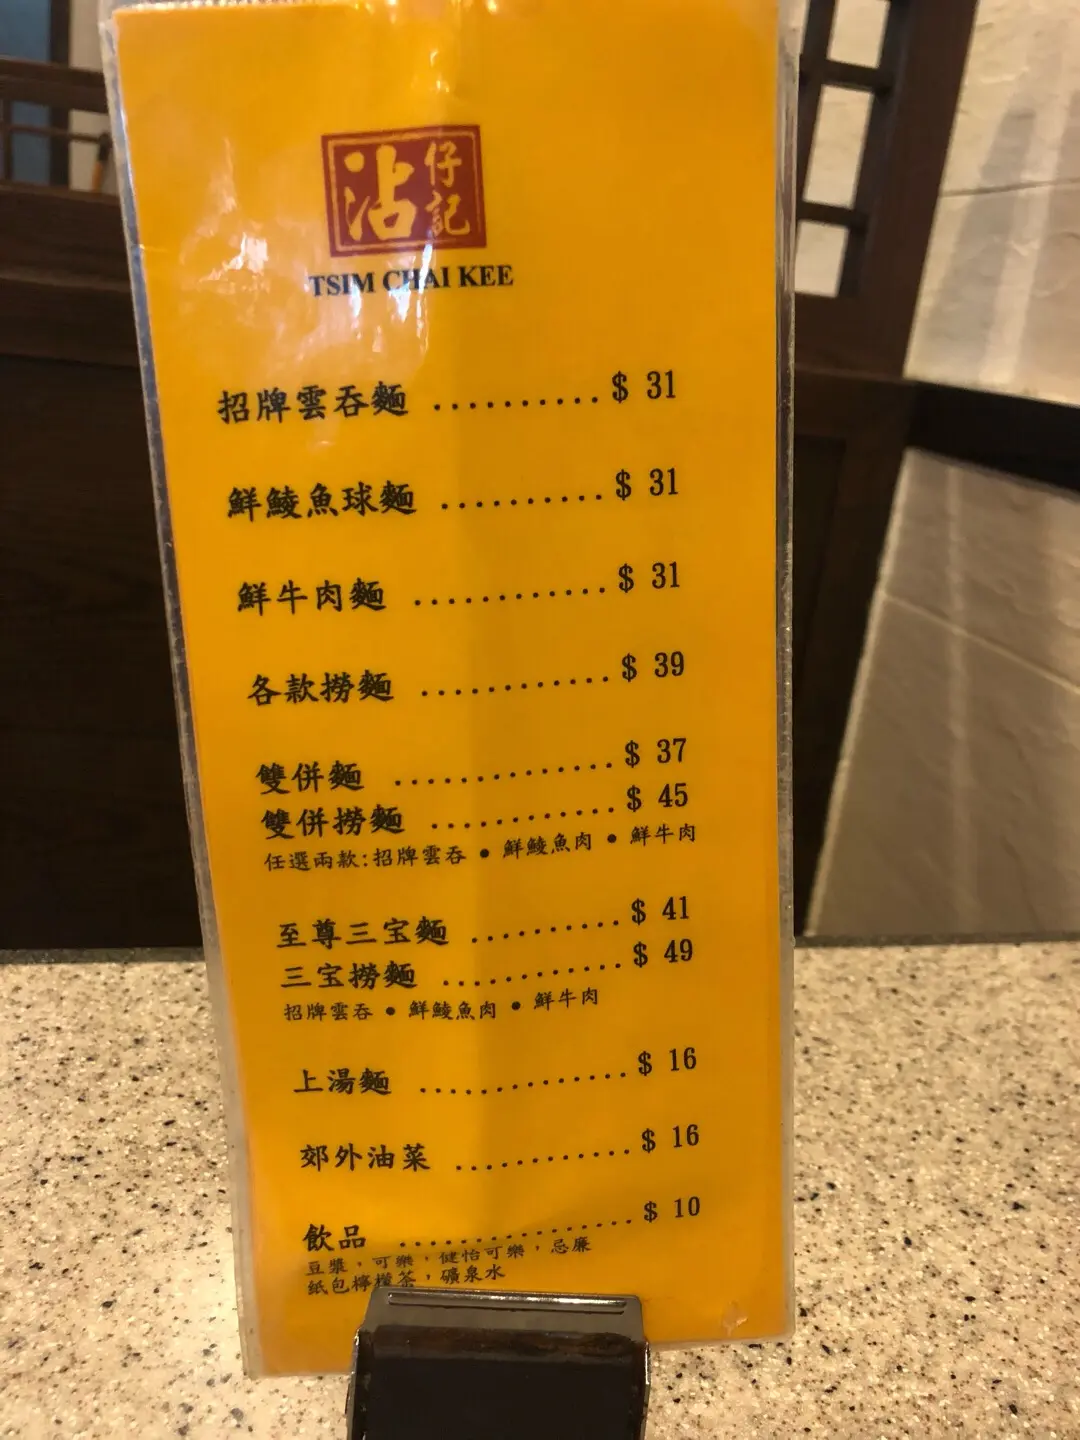 沾仔記
TSIM CHAI KEE
招牌雲吞麵 .......... $ 31
鮮鯪魚球麵 .......... $ 31
鮮牛肉麵 ............ $ 31
各款撈麵 ............ $ 39
雙併麵 .............. $ 37
雙併撈麵 ............ $ 45
任選兩款:招牌雲吞 ● 鮮鯪魚肉 ● 鮮牛肉
至尊三宝麵 .......... $ 41
三宝撈麵 ............ $ 49
招牌雲吞 ● 鮮鯪魚肉 ● 鮮牛肉
上湯麵 .............. $ 16
郊外油菜 ............ $ 16
飲品 ................ $ 10
豆漿，可樂，健怡可樂，忌廉
紙包檸檬茶，礦泉水